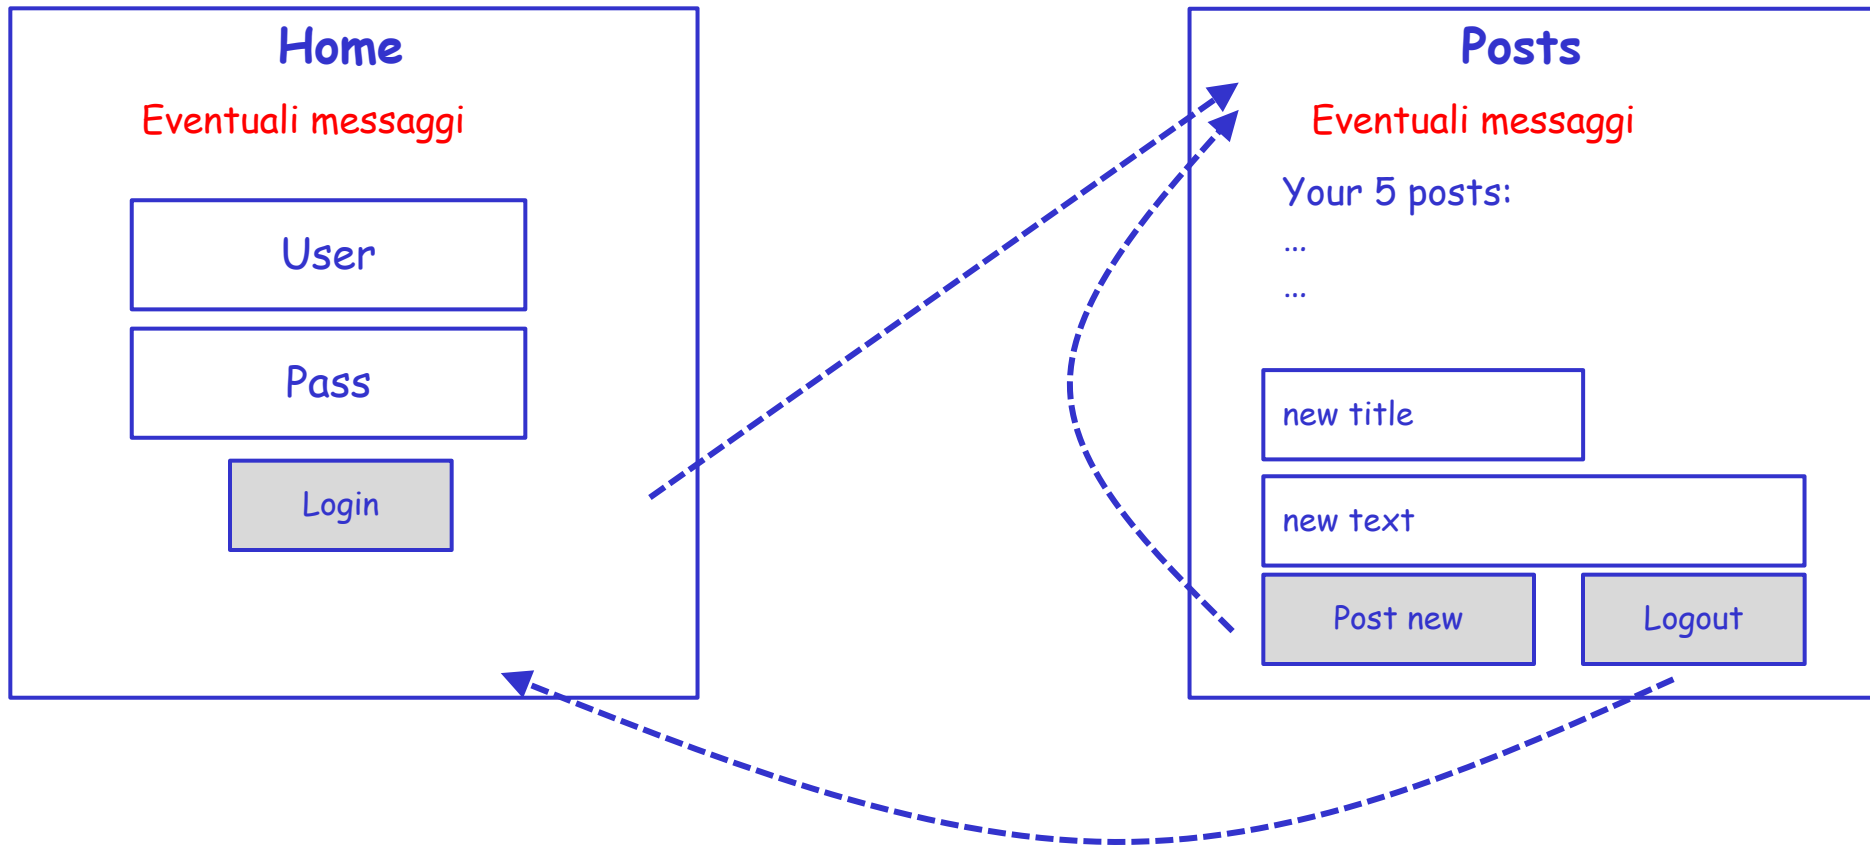 Home
Eventuali messaggi
User
Pass
Login
Posts
Eventuali messaggi
Your 5 posts:
...
...
new title
new text
Post new
Logout